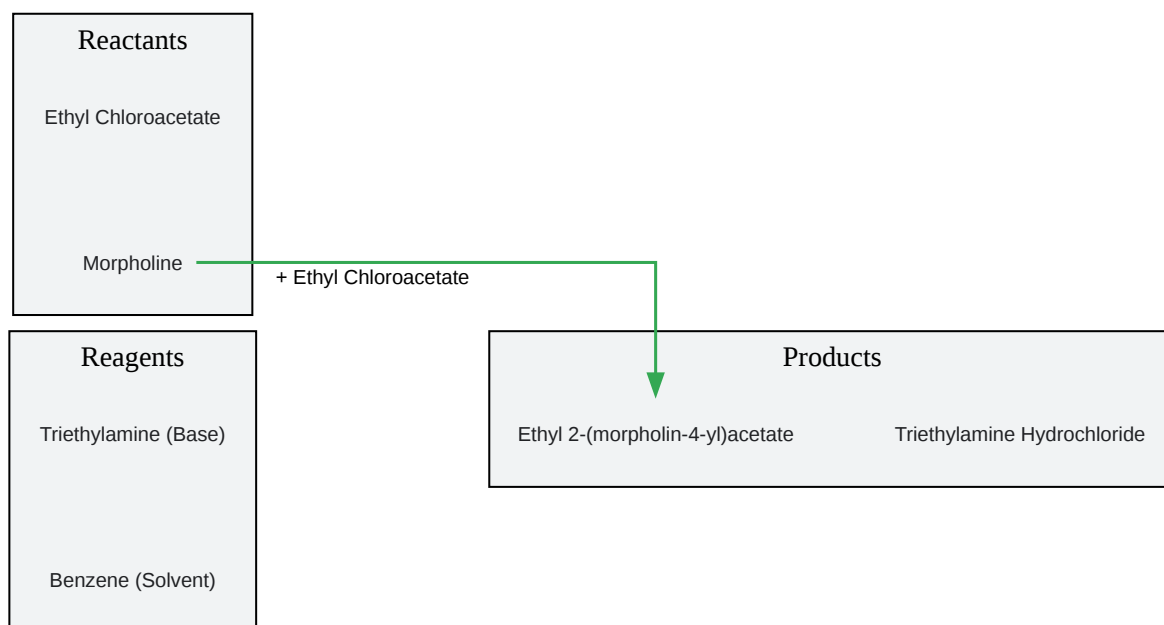 Reactants
Ethyl Chloroacetate
Morpholine
+ Ethyl Chloroacetate
Reagents
Triethylamine (Base)
Benzene (Solvent)
Products
Ethyl 2-(morpholin-4-yl)acetate
Triethylamine Hydrochloride